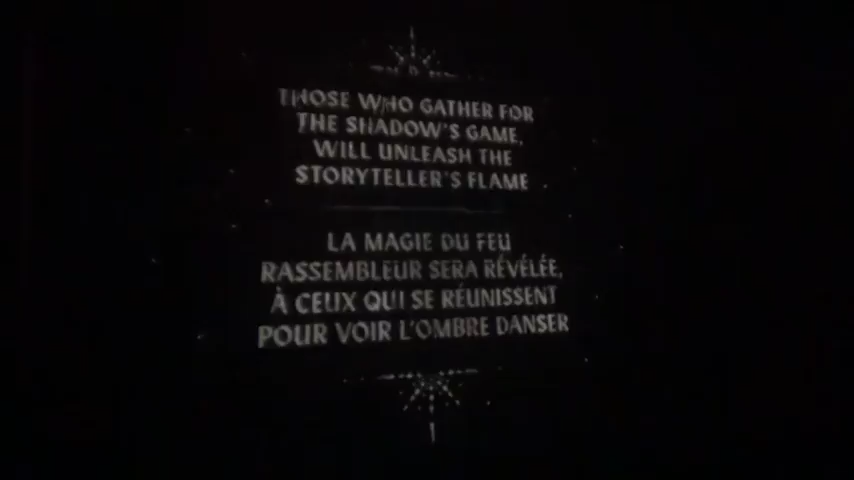 THOSE WHO GATHER FOR
THE SHADOW'S GAME,
WILL UNLEASH THE
STORYTELLER'S FLAME
LA MAGIE DU FEU
RASSEMBLEUR SERA RÉVÉLÉE,
À CEUX QUI SE RÉUNISSENT
POUR VOIR L'OMBRE DANSER